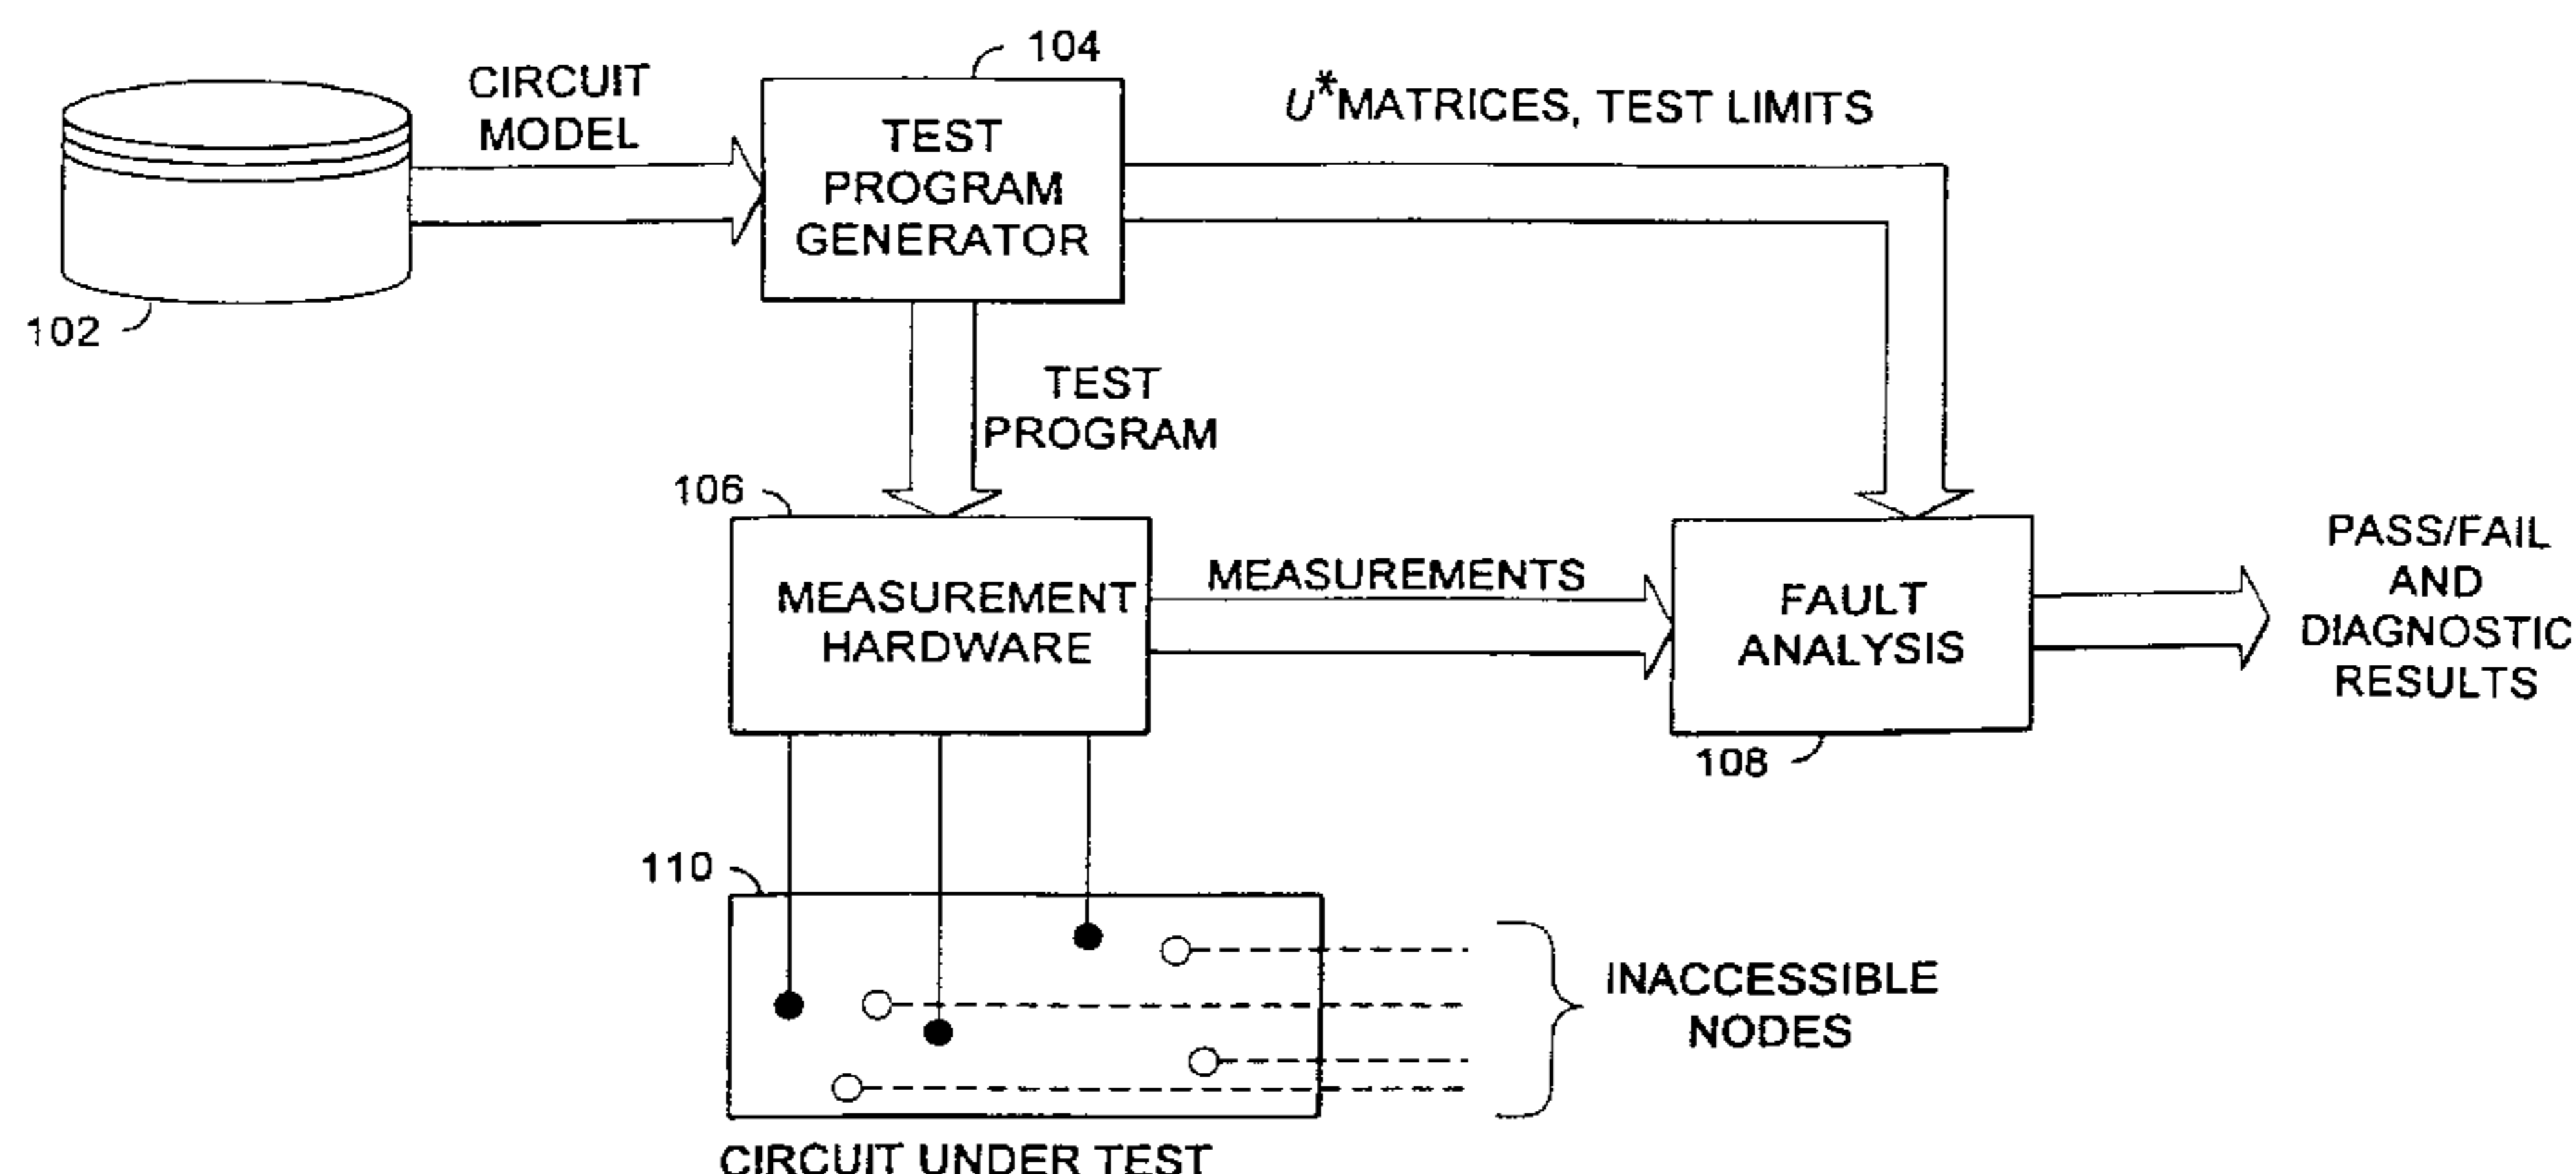 104
CIRCUIT
MODEL
U*MATRICES, TEST LIMITS
TEST
PROGRAM
GENERATOR
102
TEST
PROGRAM
106
MEASUREMENT
HARDWARE
MEASUREMENTS
FAULT
ANALYSIS
PASS/FAIL
AND
DIAGNOSTIC
RESULTS
108
110
INACCESSIBLE
NODES
CIRCUIT UNDER TEST